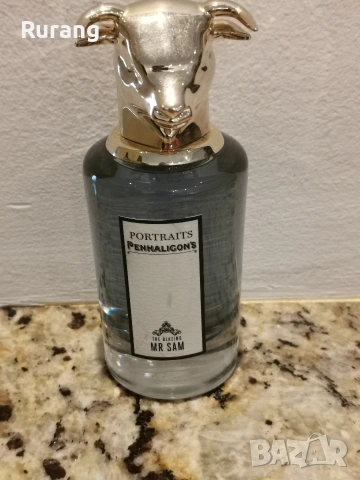 Rurang
PORTRAITS
PENHALIGON'S
THE BLAZING
MR SAM
BAZAR